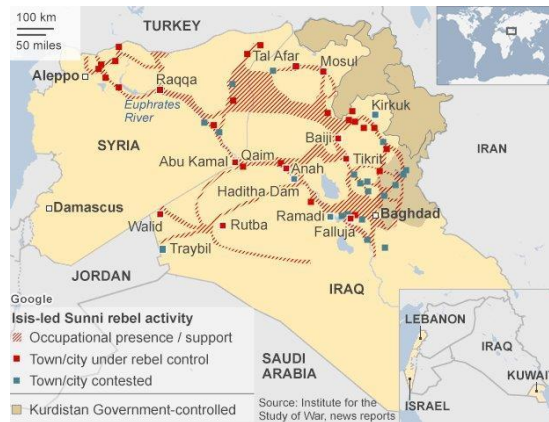 100 km
50 miles
TURKEY
Tal Afar
Mosul
Aleppo
Raqqa
Kirkuk
Euphrates
River
SYRIA
Baiji
IRAN
Abu Kamal
Qaim
Anah
Tikrit
Haditha Dam
Damascus
Walid
Ramadi
Baghdad
Rutba
Falluja
Traybil
JORDAN
Google
IRAQ
Isis-led Sunni rebel activity
Occupational presence / support
Town/city under rebel control
Town/city contested
Kurdistan Government-controlled
SAUDI
ARABIA
Source: Institute for the
Study of War, news reports
LEBANON
IRAQ
KUWAIT
ISRAEL